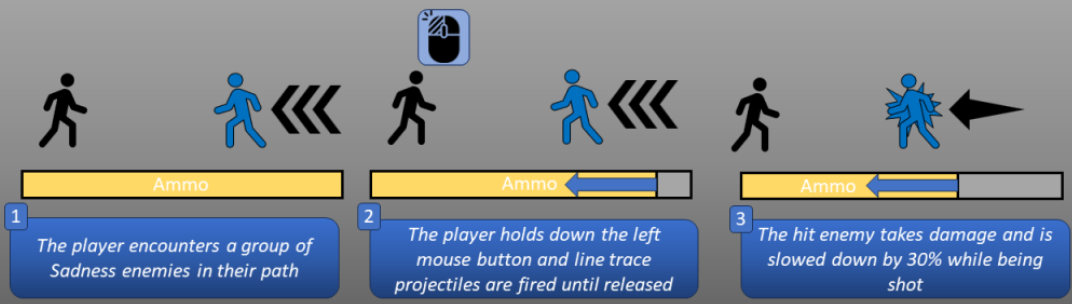 Ammo
1
The player encounters a group of
Sadness enemies in their path
Ammo
2
The player holds down the left
mouse button and line trace
projectiles are fired until released
Ammo
3
The hit enemy takes damage and is
slowed down by 30% while being
shot